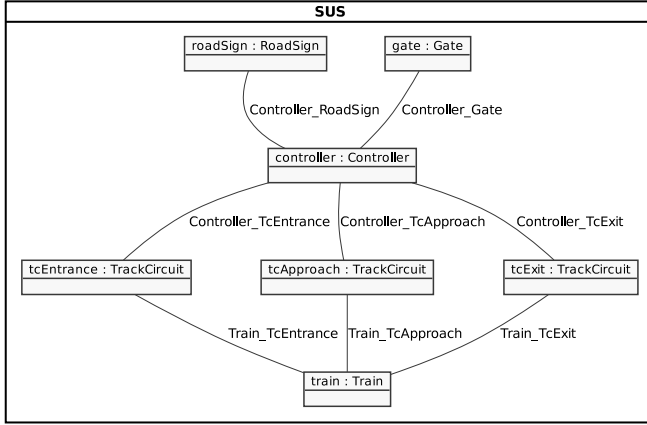 SUS
roadSign : RoadSign
gate : Gate
Controller_RoadSign
Controller_Gate
controller : Controller
Controller_TcEntrance
Controller_TcApproach
Controller_TcExit
tcEntrance : TrackCircuit
tcApproach : TrackCircuit
tcExit : TrackCircuit
Train_TcEntrance
Train_TcApproach
Train_TcExit
train : Train